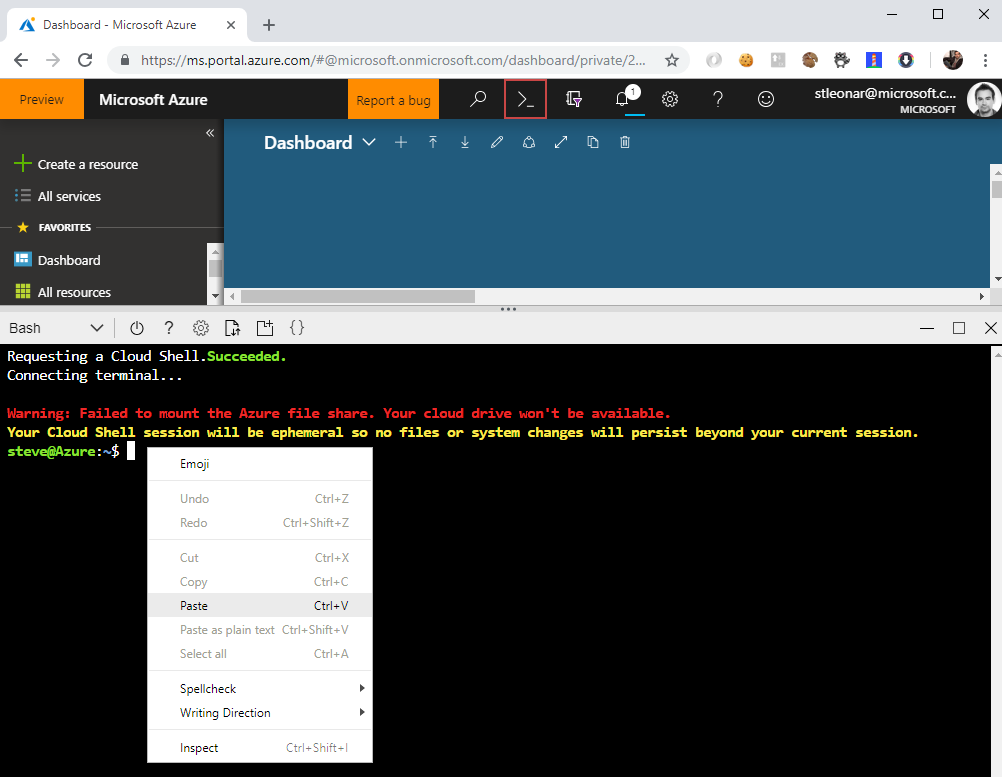 Dashboard - Microsoft Azure
https://ms.portal.azure.com/#@microsoft.onmicrosoft.com/dashboard/private/2...
Preview
Microsoft Azure
Report a bug
1
stleonar@microsoft.c...
MICROSOFT
Dashboard
Create a resource
All services
FAVORITES
Dashboard
All resources
Bash
Requesting a Cloud Shell.Succeeded.
Connecting terminal...
Warning: Failed to mount the Azure file share. Your cloud drive won't be available.
Your Cloud Shell session will be ephemeral so no files or system changes will persist beyond your current session.
steve@Azure:~$
Emoji
Undo Ctrl+Z
Redo Ctrl+Shift+Z
Cut Ctrl+X
Copy Ctrl+C
Paste Ctrl+V
Paste as plain text Ctrl+Shift+V
Select all Ctrl+A
Spellcheck
Writing Direction
Inspect Ctrl+Shift+I